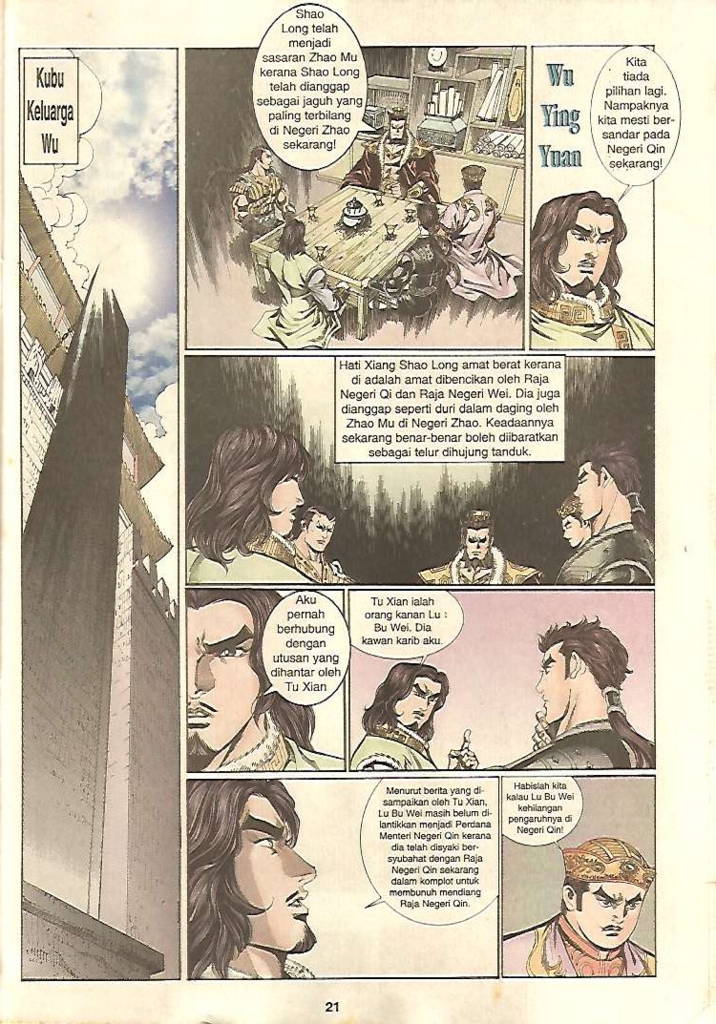 Kubu
Keluarga
Wu
Shao
Long telah
menjadi
sasaran Zhao Mu
kerana Shao Long
telah dianggap
sebagai jaguh yang
paling terbilang
di Negeri Zhao
sekarang!
Wu
Ying
Yuan
Kita
tiada
pilihan lagi.
Nampaknya
kita mesti ber-
sandar pada
Negeri Qin
sekarang!
Hati Xiang Shao Long amat berat kerana
di adalah amat dibencikan oleh Raja
Negeri Qi dan Raja Negeri Wei. Dia juga
dianggap seperti duri dalam daging oleh
Zhao Mu di Negeri Zhao. Keadaannya
sekarang benar-benar boleh diibaratkan
sebagai telur dihujung tanduk.
Aku
pernah
berhubung
dengan
utusan yang
dihantar oleh
Tu Xian
Tu Xian ialah
orang kanan Lu :
Bu Wei. Dia
kawan karib aku.
Menurut berita yang di-
sampaikan oleh Tu Xian,
Lu Bu Wei masih belum di-
lantikkan menjadi Perdana
Menteri Negeri Qin kerana
dia telah disyaki ber-
syubahat dengan Raja
Negeri Qin sekarang
dalam komplot untuk
membunuh mendiang
Raja Negeri Qin.
Habislah kita
kalau Lu Bu Wei
kehilangan
pengaruhnya di
Negeri Qin!
21